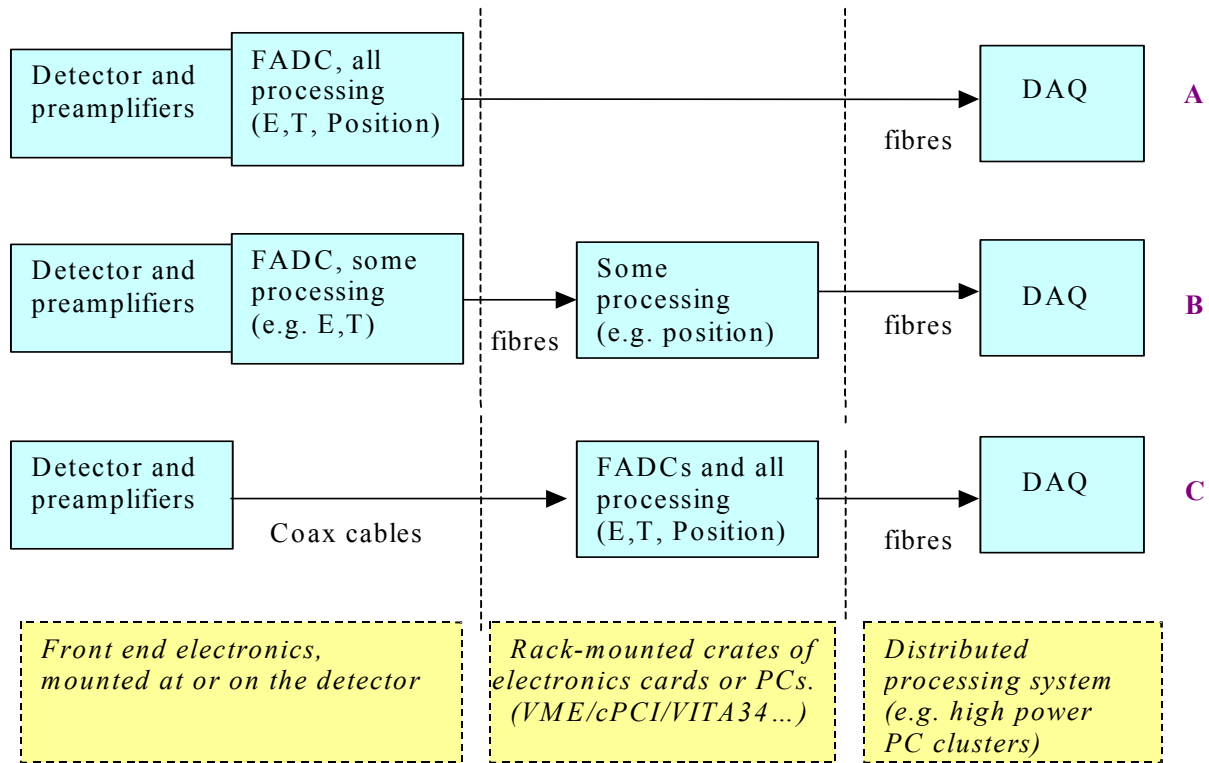 Detector and
preamplifiers
FADC, all
processing
(E,T, Position)
fibres
DAQ
A
Detector and
preamplifiers
FADC, some
processing
(e.g. E,T)
fibres
Some
processing
(e.g. position)
fibres
DAQ
B
Detector and
preamplifiers
Coax cables
FADCs and all
processing
(E,T, Position)
fibres
DAQ
C
Front end electronics,
mounted at or on the detector
Rack-mounted crates of
electronics cards or PCs.
(VME/cPCI/VITA34...)
Distributed
processing system
(e.g. high power
PC clusters)